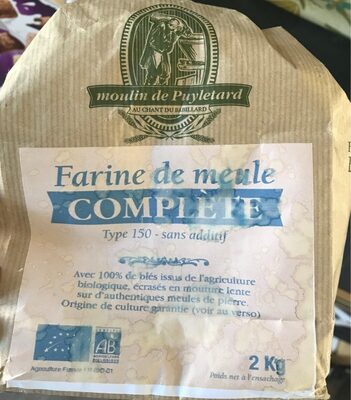 moulin de Puyletard
AU CHANT DU BABILLARD
Farine de meule
COMPLÈTE
Type 150 - sans additif
Avec 100% de blés issus de l'agriculture
biologique, écrasés en mouture lente
sur d'authentiques meules de pierre.
Origine de culture garantie (voir au verso)
AB
Agriculture France
2 Kg
Poids net à l'ensachage